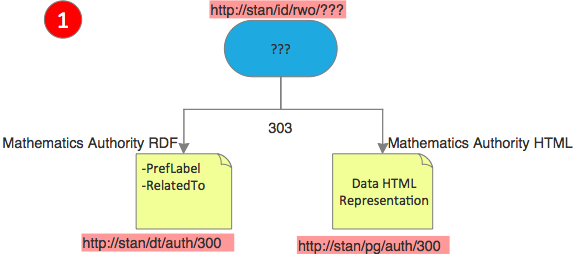 1
http://stan/id/rwo/???
???
303
Mathematics Authority RDF
Mathematics Authority HTML
-PrefLabel
-RelatedTo
Data HTML
Representation
http://stan/dt/auth/300
http://stan/pg/auth/300